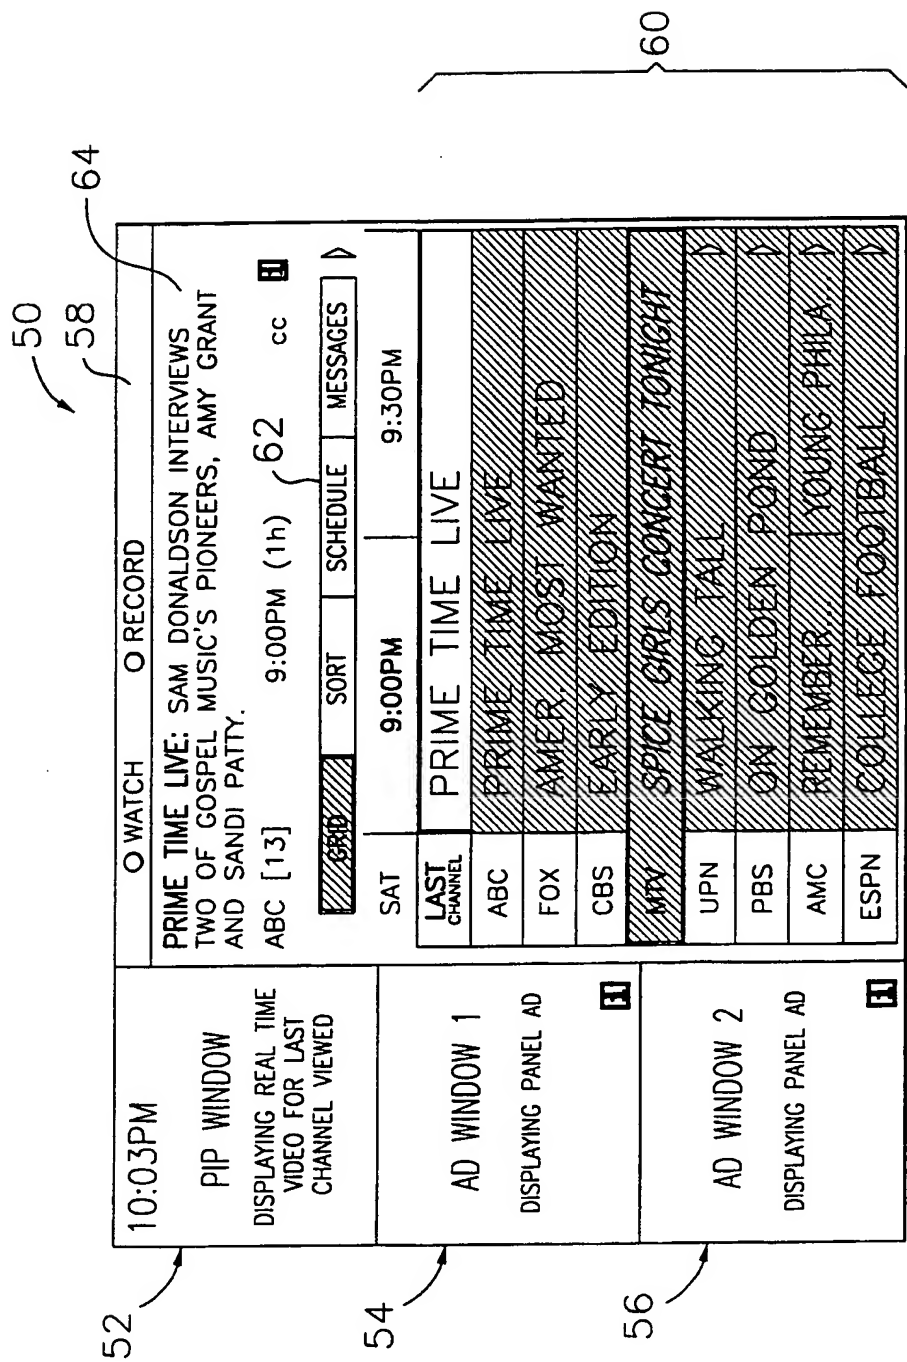 50
58
64
10:03PM
PIP WINDOW
DISPLAYING REAL TIME
VIDEO FOR LAST
CHANNEL VIEWED
52
AD WINDOW 1
DISPLAYING PANEL AD
54
AD WINDOW 2
DISPLAYING PANEL AD
56
O WATCH O RECORD
PRIME TIME LIVE: SAM DONALDSON INTERVIEWS
TWO OF GOSPEL MUSIC'S PIONEERS, AMY GRANT
AND SANDI PATTY.
ABC [13] 9:00PM (1h) cc
62
GRID SORT SCHEDULE MESSAGES
SAT 9:00PM 9:30PM
LAST CHANNEL PRIME TIME LIVE
ABC PRIME TIME LIVE
FOX AMER. MOST WANTED
CBS EARLY EDITION
SPICE GIRLS CONCERT TONIGHT
UPN WALKING TALL
PBS ON GOLDEN POND
AMC REMEMBER... YOUNG PHILA...
ESPN COLLEGE FOOTBALL
60